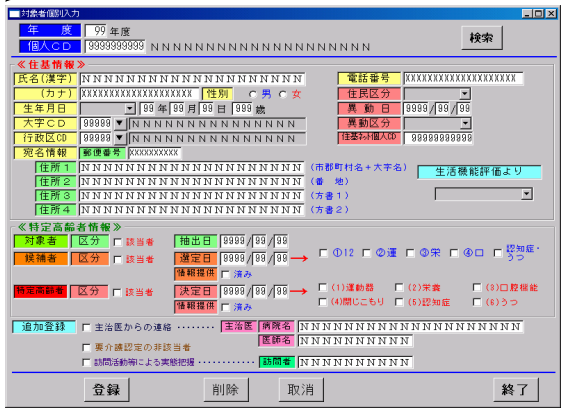 対象者個別入力
年 度 99 年度
個人CD 9999999999 NNNNNNNNNNNNNNNNNNNN 検索
≪住基情報≫
氏名(漢字) NNNNNNNNNNNNNNNNNNNN 電話番号 XXXXXXXXXXXXXXXXXXXX
(カナ) XXXXXXXXXXXXXXXXXXXX 性別 男 女 住民区分
生年月日 99 年 99 月 99 日 999 歳 異動日 9999/99/99
大字CD 99999 NNNNNNNNNNNNNNN 異動区分
行政区CD 99999 NNNNNNNNNNNNNNN 住基ネット個人CD 99999999999
宛名情報 郵便番号 XXXXXXXXXX
住所1 NNNNNNNNNNNNNNNNNNNN (市郡町村名+大字名) 生活機能評価より
住所2 NNNNNNNNNNNNNNNNNNNN (番 地)
住所3 NNNNNNNNNNNNNNNNNNNN (方書1)
住所4 NNNNNNNNNNNNNNNNNNNN (方書2)
≪特定高齢者情報≫
対象者 区分 該当者 抽出日 9999/99/99
候補者 区分 該当者 選定日 9999/99/99 → ①12 ②運 ③栄 ④口 認知症・うつ
情報提供 済み
特定高齢者 区分 該当者 決定日 9999/99/99 → (1)運動器 (2)栄養 (3)口腔機能
情報提供 済み (4)閉じこもり (5)認知症 (6)うつ
追加登録 主治医からの連絡 ‥‥‥‥ 主治医 病院名 NNNNNNNNNNNNNNNNNNNN
医師名 NNNNNNNNNN
要介護認定の非該当者
訪問活動等による実態把握 ‥‥‥‥‥‥ 訪問者 NNNNNNNNNN
登録 削除 取消 終了